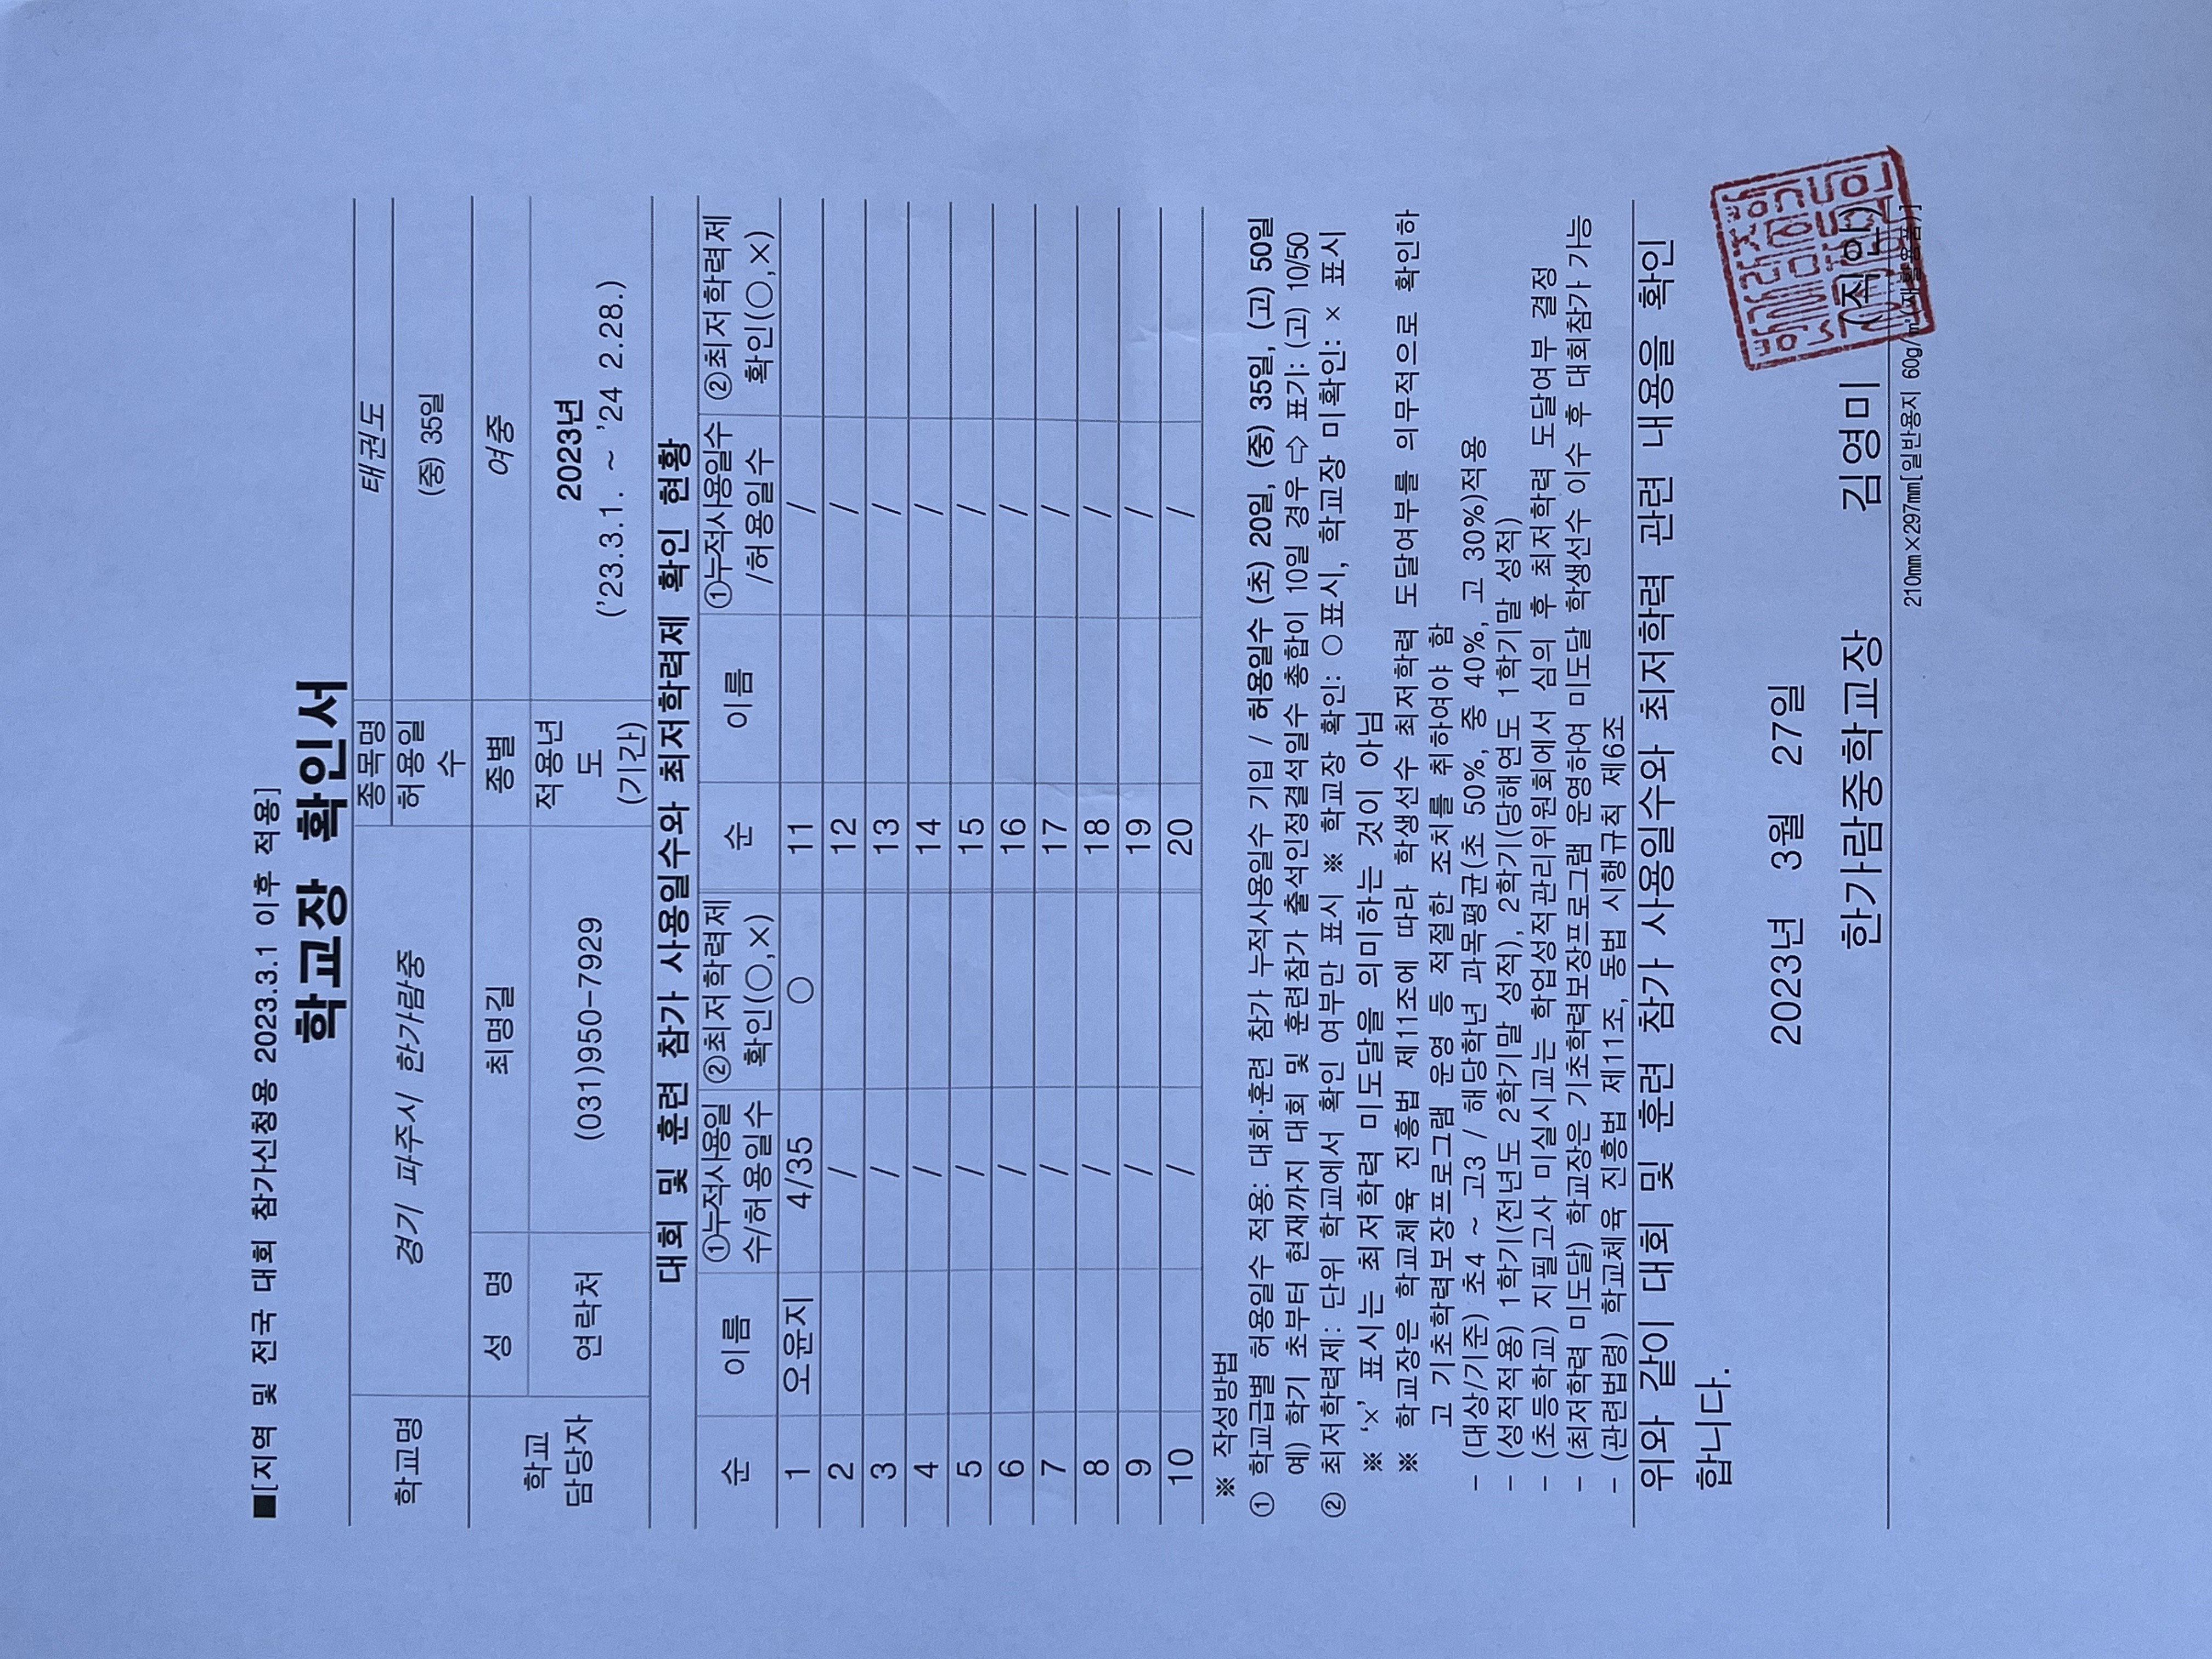 ■[지역 및 전국 대회 참가신청용 2023.3.1 이후 적용]
학교장 확인서
학교명 경기 파주시 한가람중 종목명 태권도
허용일수 (중) 35일
학교 담당자 성 명 최명길 종별 여중
연락처 (031)950-7929 적용년도 (기간) 2023년 ('23.3.1. ~ '24 2.28.)
대회 및 훈련 참가 사용일수와 최저학력제 확인 현황
순 이름 ①누적사용일수/허용일수 ②최저학력제 확인(○,×) 순 이름 ①누적사용일수/허용일수 ②최저학력제 확인(○,×)
1 오윤지 4/35 ○ 11 /
2 / 12 /
3 / 13 /
4 / 14 /
5 / 15 /
6 / 16 /
7 / 17 /
8 / 18 /
9 / 19 /
10 / 20 /
※ 작성방법
① 학교급별 허용일수 적용: 대회·훈련 참가 누적사용일수 기입 / 허용일수 (초) 20일, (중) 35일, (고) 50일
예) 학기 초부터 현재까지 대회 및 훈련참가 출석인정결석일수 총합이 10일 경우 ⇨ 표기: (고) 10/50
② 최저학력제: 단위 학교에서 확인 여부만 표시 ※ 학교장 확인: ○표시, 학교장 미확인: × 표시
※ '×' 표시는 최저학력 미도달을 의미하는 것이 아님
※ 학교장은 학교체육 진흥법 제11조에 따라 학생선수 최저학력 도달여부를 의무적으로 확인하
고 기초학력보장프로그램 운영 등 적절한 조치를 취하여야 함
- (대상/기준) 초4 ~ 고3 / 해당학년 과목평균(초 50%, 중 40%, 고 30%)적용
- (성적적용) 1학기(전년도 2학기말 성적), 2학기(당해연도 1학기말 성적)
- (초등학교) 지필고사 미실시교는 학업성적관리위원회에서 심의 후 최저학력 도달여부 결정
- (최저학력 미도달) 학교장은 기초학력보장프로그램 운영하여 미도달 학생선수 이수 후 대회참가 가능
- (관련법령) 학교체육 진흥법 제11조, 동법 시행규칙 제6조
위와 같이 대회 및 훈련 참가 사용일수와 최저학력 관련 내용을 확인
합니다.
2023년 3월 27일
한가람중학교장 김영미 (직인)
210㎜×297㎜[일반용지 60g/㎡(재활용품)]